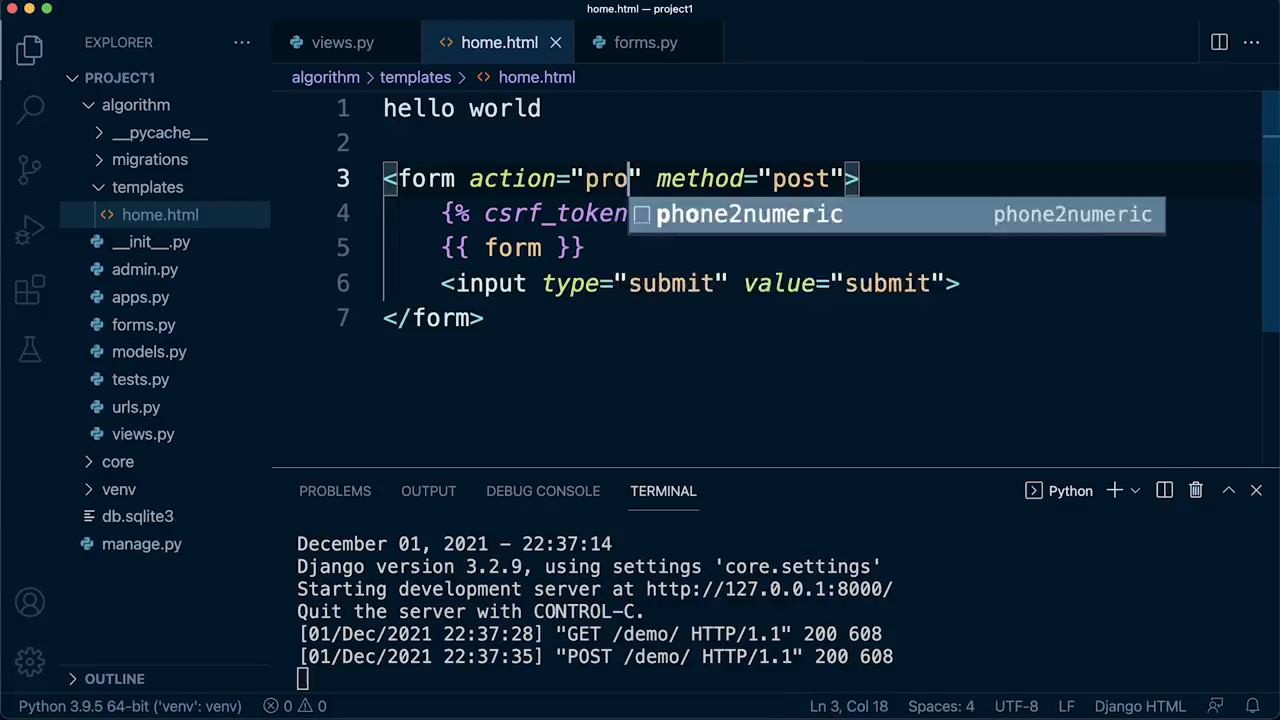 home.html — project1
EXPLORER
views.py
home.html
forms.py
algorithm > templates > home.html
PROJECT1
algorithm
__pycache__
migrations
templates
home.html
__init__.py
admin.py
apps.py
forms.py
models.py
tests.py
urls.py
views.py
core
venv
db.sqlite3
manage.py
OUTLINE
1 hello world
2
3 <form action="pro" method="post">
4 {% csrf_token
phone2numeric phone2numeric
5 {{ form }}
6 <input type="submit" value="submit">
7 </form>
PROBLEMS OUTPUT DEBUG CONSOLE TERMINAL Python
December 01, 2021 - 22:37:14
Django version 3.2.9, using settings 'core.settings'
Starting development server at http://127.0.0.1:8000/
Quit the server with CONTROL-C.
[01/Dec/2021 22:37:28] "GET /demo/ HTTP/1.1" 200 608
[01/Dec/2021 22:37:35] "POST /demo/ HTTP/1.1" 200 608
Python 3.9.5 64-bit ('venv': venv) 0 0 Ln 3, Col 18 Spaces: 4 UTF-8 LF Django HTML